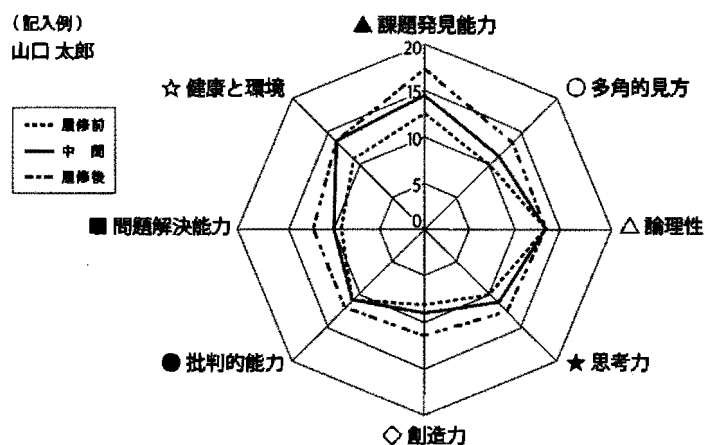 （記入例）
山口 太郎
▲ 課題発見能力
20
☆ 健康と環境
○ 多角的見方
15
履修前
中 間
履修後
10
5
0
■ 問題解決能力
△ 論理性
● 批判的能力
★ 思考力
◇ 創造力